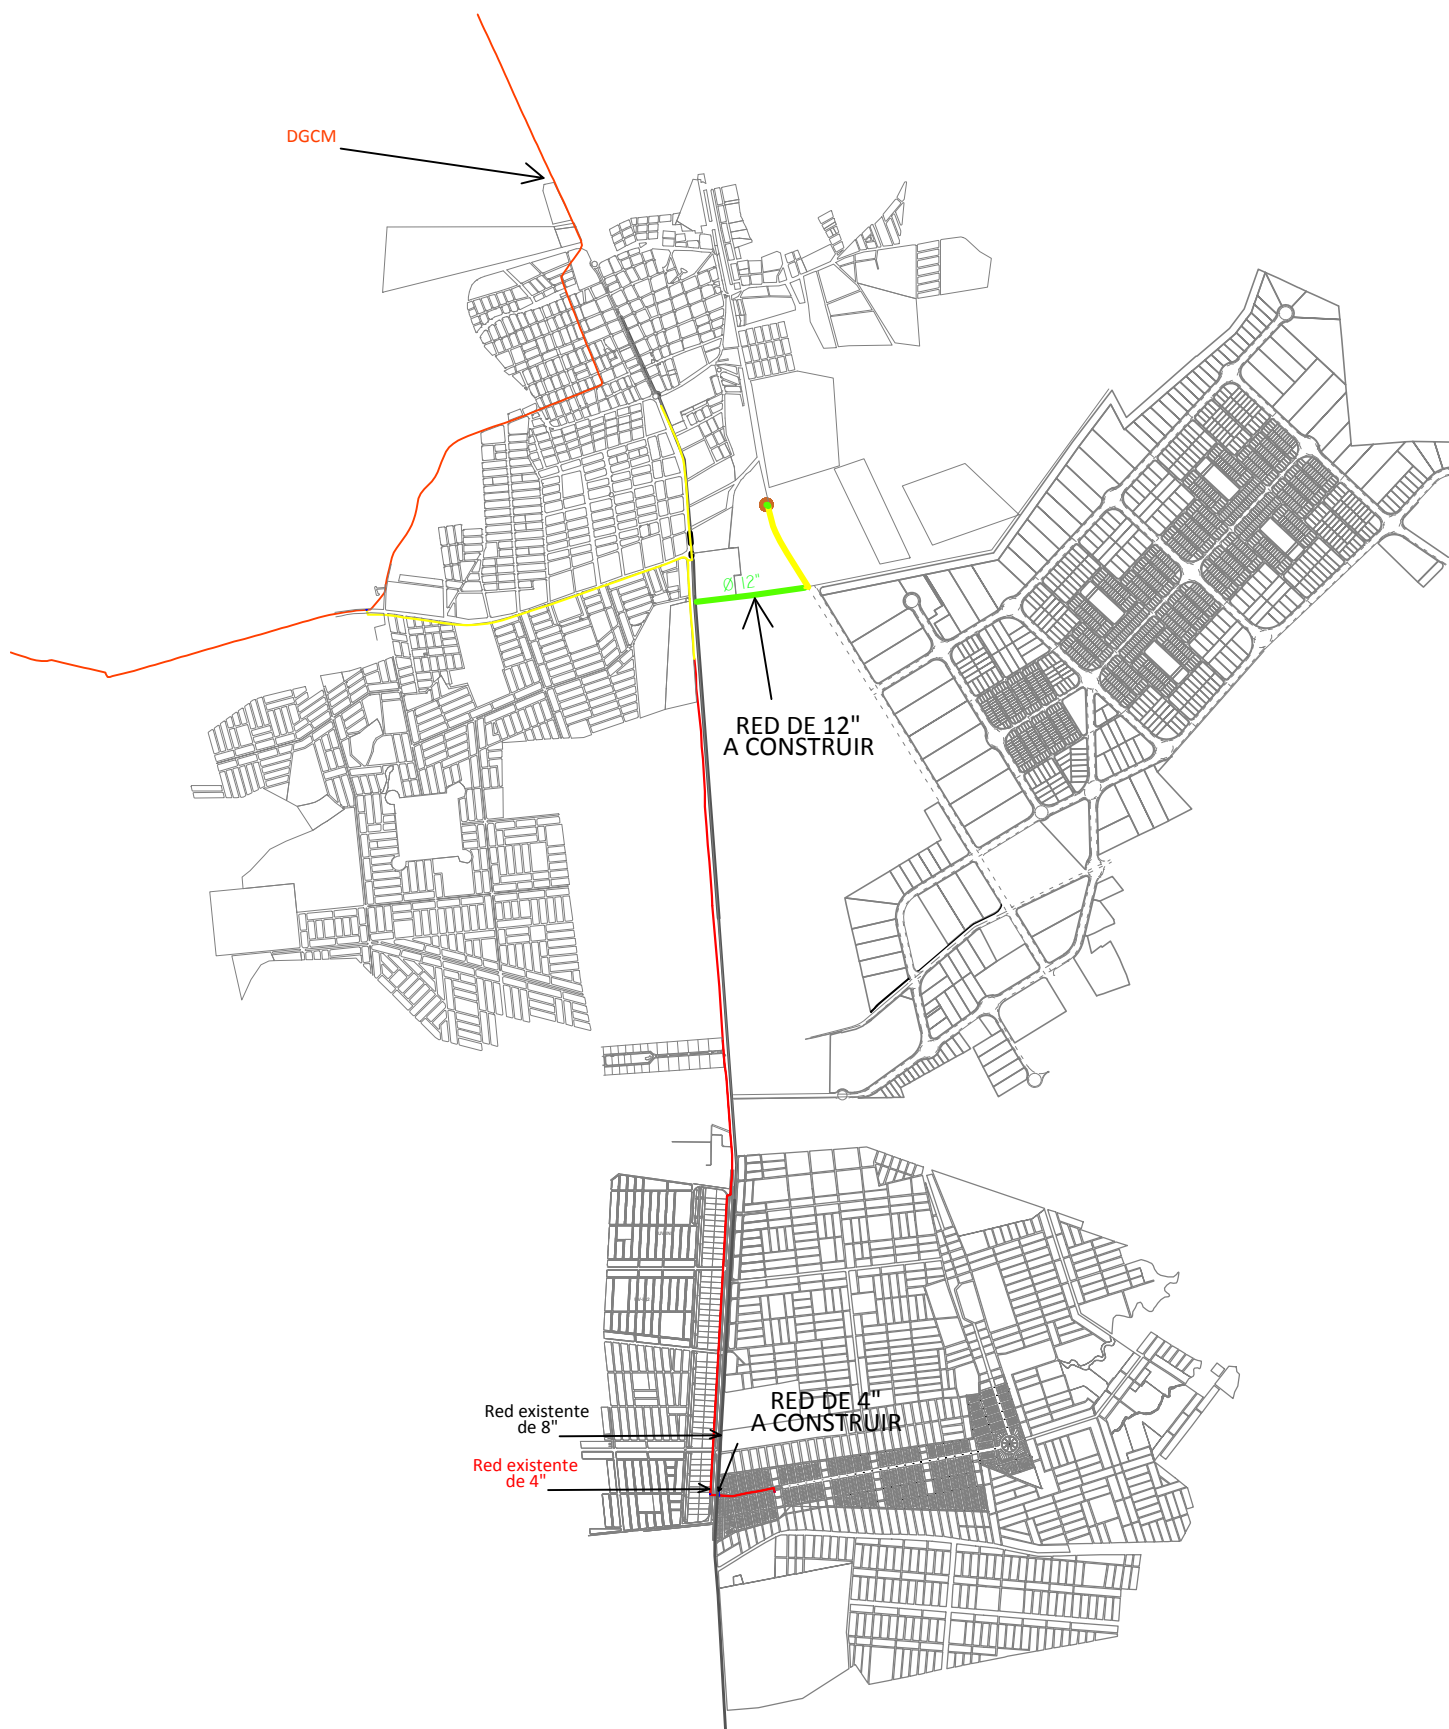 DGCM
Ø 12"
RED DE 12"
A CONSTRUIR
RED DE 4"
A CONSTRUIR
Red existente
de 8"
Red existente
de 4"